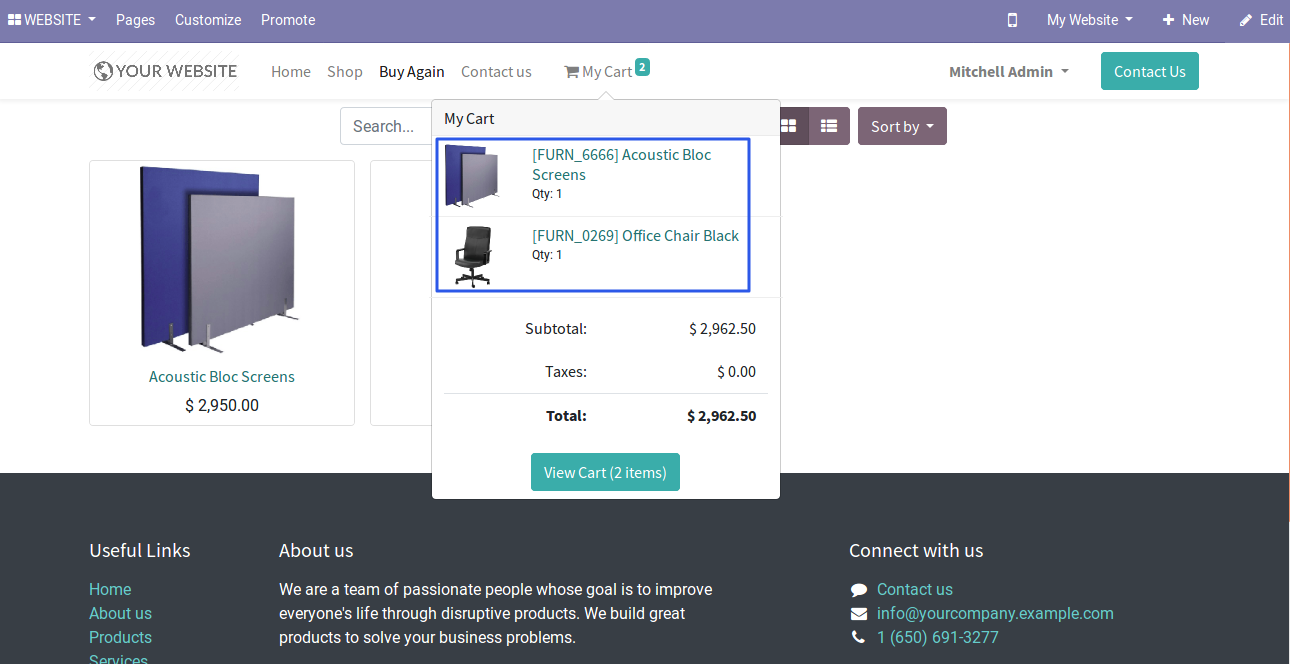 WEBSITE Pages Customize Promote My Website New Edit
YOUR WEBSITE Home Shop Buy Again Contact us My Cart 2 Mitchell Admin Contact Us
Search... Sort by
My Cart
[FURN_6666] Acoustic Bloc
Screens
Qty: 1
[FURN_0269] Office Chair Black
Qty: 1
Subtotal: $ 2,962.50
Taxes: $ 0.00
Total: $ 2,962.50
View Cart (2 items)
Acoustic Bloc Screens
$ 2,950.00
Useful Links
Home
About us
Products
Services
About us
We are a team of passionate people whose goal is to improve
everyone's life through disruptive products. We build great
products to solve your business problems.
Connect with us
Contact us
info@yourcompany.example.com
1 (650) 691-3277